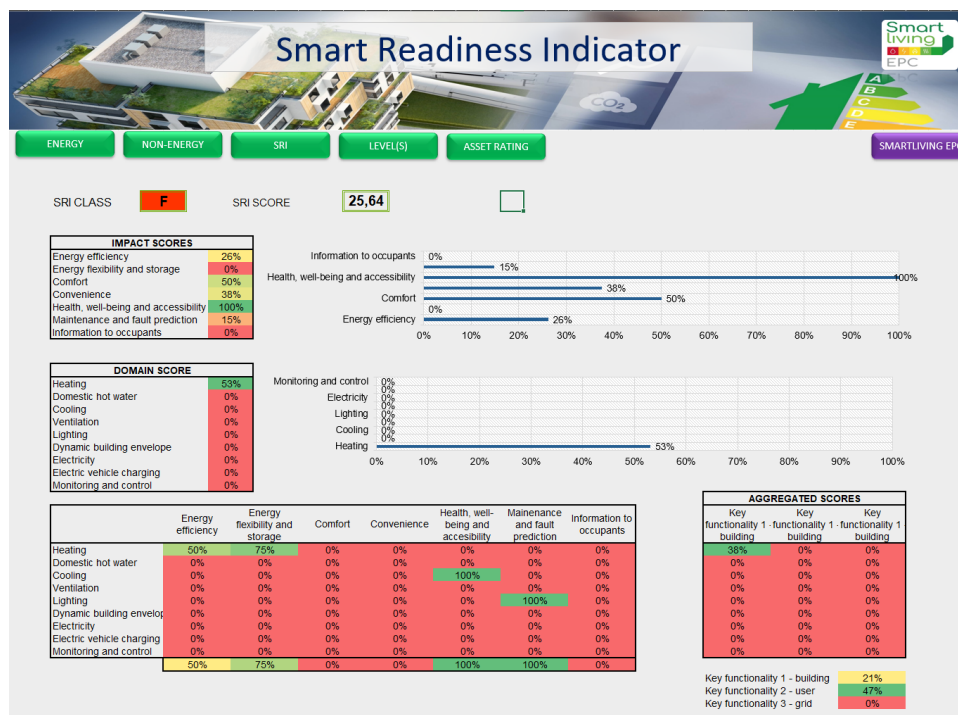 Smart Readiness Indicator
Smart
living
EPC
CO2
A
B
C
D
E
ENERGY
NON-ENERGY
SRI
LEVEL(S)
ASSET RATING
SMARTLIVING EP
SRI CLASS F SRI SCORE 25,64
IMPACT SCORES
Energy efficiency 26%
Energy flexibility and storage 0%
Comfort 50%
Convenience 38%
Health, well-being and accessibility 100%
Maintenance and fault prediction 15%
Information to occupants 0%
Information to occupants 0%
15%
Health, well-being and accessibility 100%
38%
Comfort 50%
0%
Energy efficiency 26%
0% 10% 20% 30% 40% 50% 60% 70% 80% 90% 100%
DOMAIN SCORE
Heating 53%
Domestic hot water 0%
Cooling 0%
Ventilation 0%
Lighting 0%
Dynamic building envelope 0%
Electricity 0%
Electric vehicle charging 0%
Monitoring and control 0%
Monitoring and control 0%
0%
Electricity 0%
0%
Lighting 0%
0%
Cooling 0%
0%
Heating 53%
0% 10% 20% 30% 40% 50% 60% 70% 80% 90% 100%
Energy efficiency
Energy flexibility and storage
Comfort
Convenience
Health, well-being and accesibility
Mainenance and fault prediction
Information to occupants
Heating 50% 75% 0% 0% 0% 0% 0%
Domestic hot water 0% 0% 0% 0% 0% 0% 0%
Cooling 0% 0% 0% 0% 100% 0% 0%
Ventilation 0% 0% 0% 0% 0% 0% 0%
Lighting 0% 0% 0% 0% 0% 100% 0%
Dynamic building envelop 0% 0% 0% 0% 0% 0% 0%
Electricity 0% 0% 0% 0% 0% 0% 0%
Electric vehicle charging 0% 0% 0% 0% 0% 0% 0%
Monitoring and control 0% 0% 0% 0% 0% 0% 0%
50% 75% 0% 0% 100% 100% 0%
AGGREGATED SCORES
Key Key Key
functionality 1 - functionality 1 - functionality 1
building building building
38% 0% 0%
0% 0% 0%
0% 0% 0%
0% 0% 0%
0% 0% 0%
0% 0% 0%
0% 0% 0%
0% 0% 0%
0% 0% 0%
Key functionality 1 - building 21%
Key functionality 2 - user 47%
Key functionality 3 - grid 0%